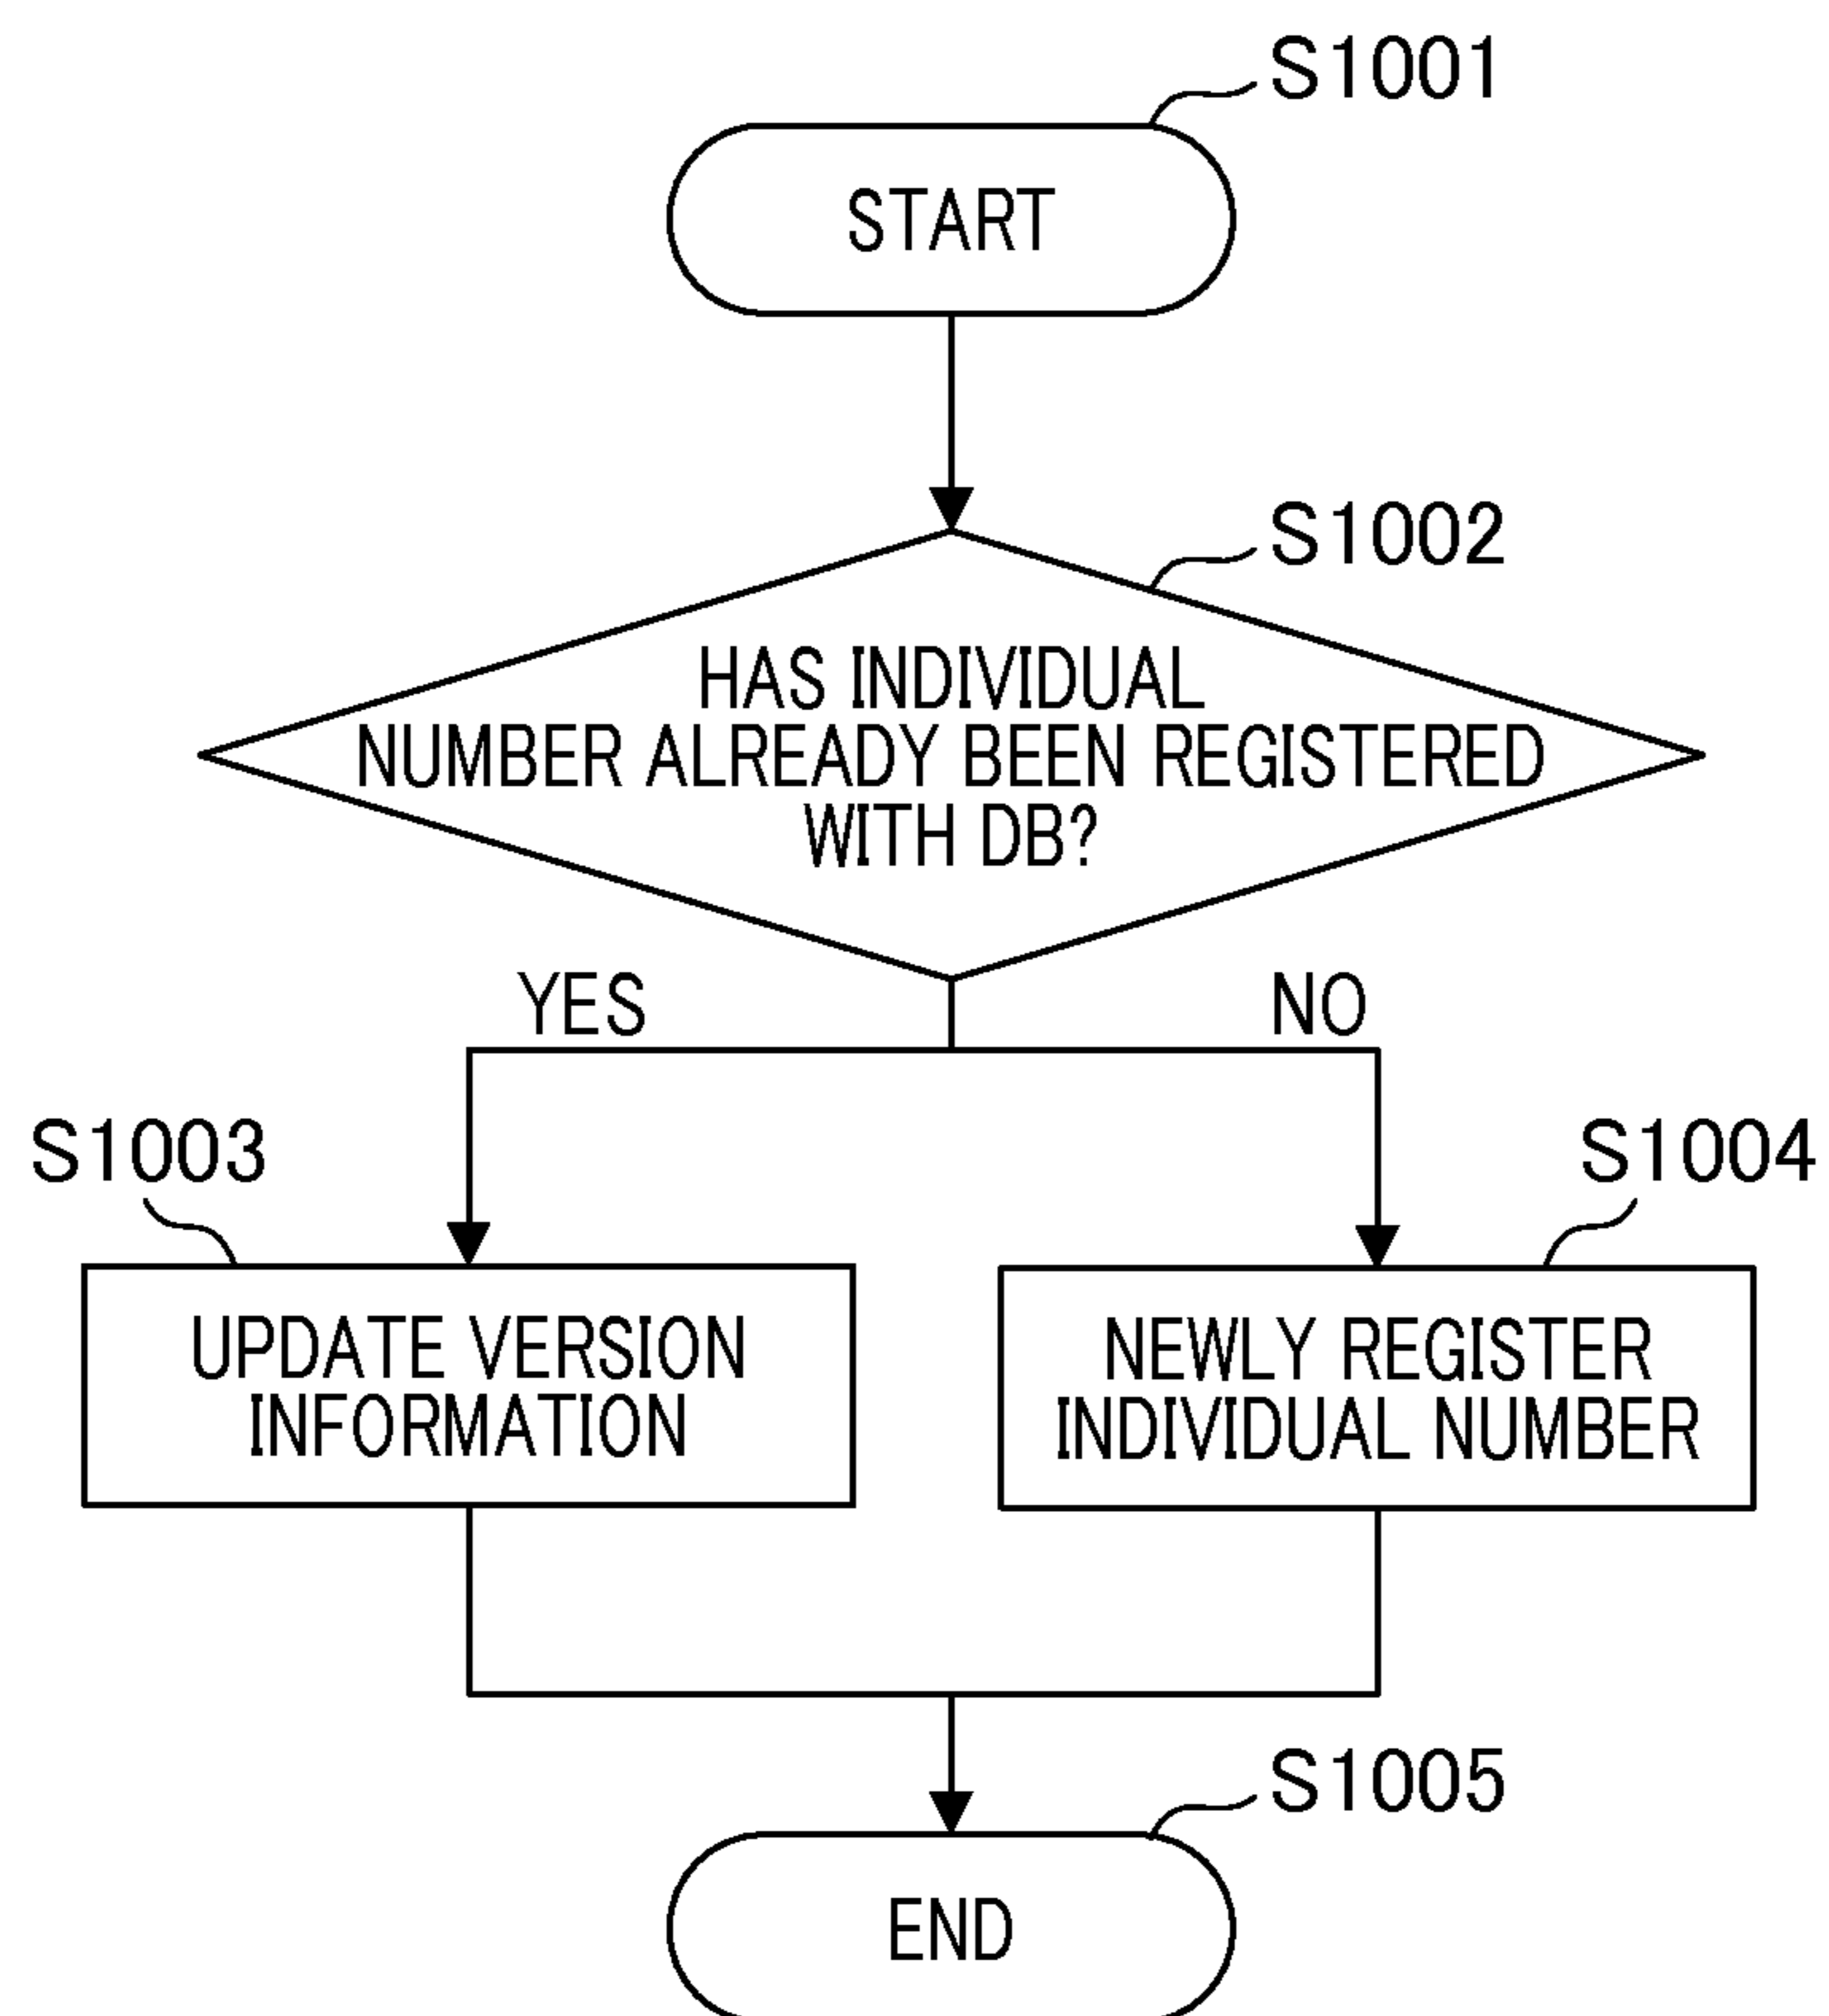 S1001
START
S1002
HAS INDIVIDUAL
NUMBER ALREADY BEEN REGISTERED
WITH DB?
YES
NO
S1003
S1004
UPDATE VERSION
INFORMATION
NEWLY REGISTER
INDIVIDUAL NUMBER
S1005
END